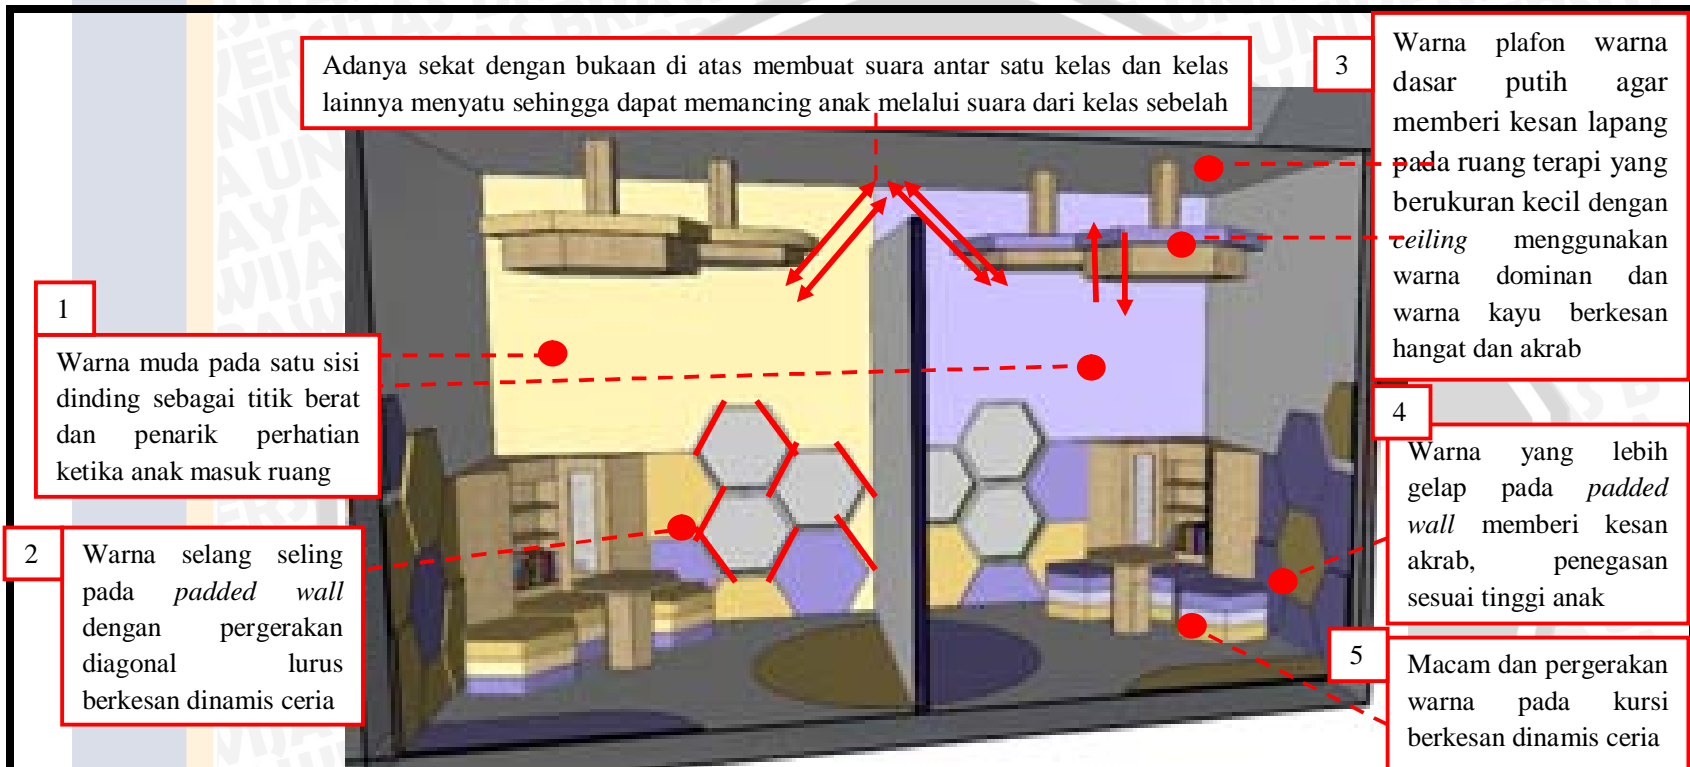 Adanya sekat dengan bukaan di atas membuat suara antar satu kelas dan kelas
lainnya menyatu sehingga dapat memancing anak melalui suara dari kelas sebelah
3
Warna plafon warna
dasar putih agar
memberi kesan lapang
pada ruang terapi yang
berukuran kecil dengan
ceiling menggunakan
warna dominan dan
warna kayu berkesan
hangat dan akrab
1
Warna muda pada satu sisi
dinding sebagai titik berat
dan penarik perhatian
ketika anak masuk ruang
4
Warna yang lebih
gelap pada padded
wall memberi kesan
akrab, penegasan
sesuai tinggi anak
2
Warna selang seling
pada padded wall
dengan pergerakan
diagonal lurus
berkesan dinamis ceria
5
Macam dan pergerakan
warna pada kursi
berkesan dinamis ceria